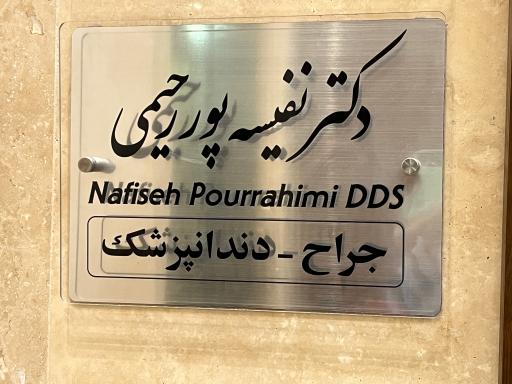 دکتر نفیسه پوررحیمی
Nafiseh Pourrahimi DDS
جراح - دندانپزشک